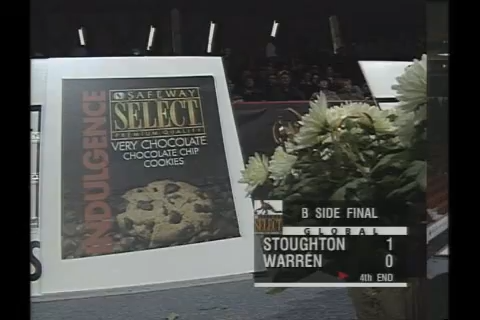 INDULGENCE
SAFEWAY
SELECT
PREMIUM QUALITY
VERY CHOCOLATE
CHOCOLATE CHIP
COOKIES
SELECT
B SIDE FINAL
GLOBAL
STOUGHTON 1
WARREN 0
4th END